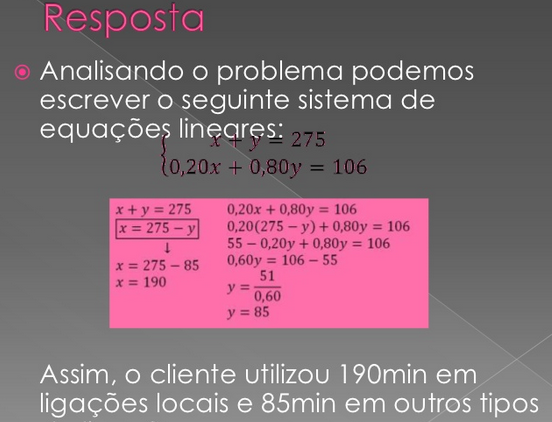 Resposta
Analisando o problema podemos
escrever o seguinte sistema de
equações lineares:
x + y = 275
0,20x + 0,80y = 106
x + y = 275
x = 275 − y
↓
x = 275 − 85
x = 190
0,20x + 0,80y = 106
0,20(275 − y) + 0,80y = 106
55 − 0,20y + 0,80y = 106
0,60y = 106 − 55
y = 51/0,60
y = 85
Assim, o cliente utilizou 190min em
ligações locais e 85min em outros tipos